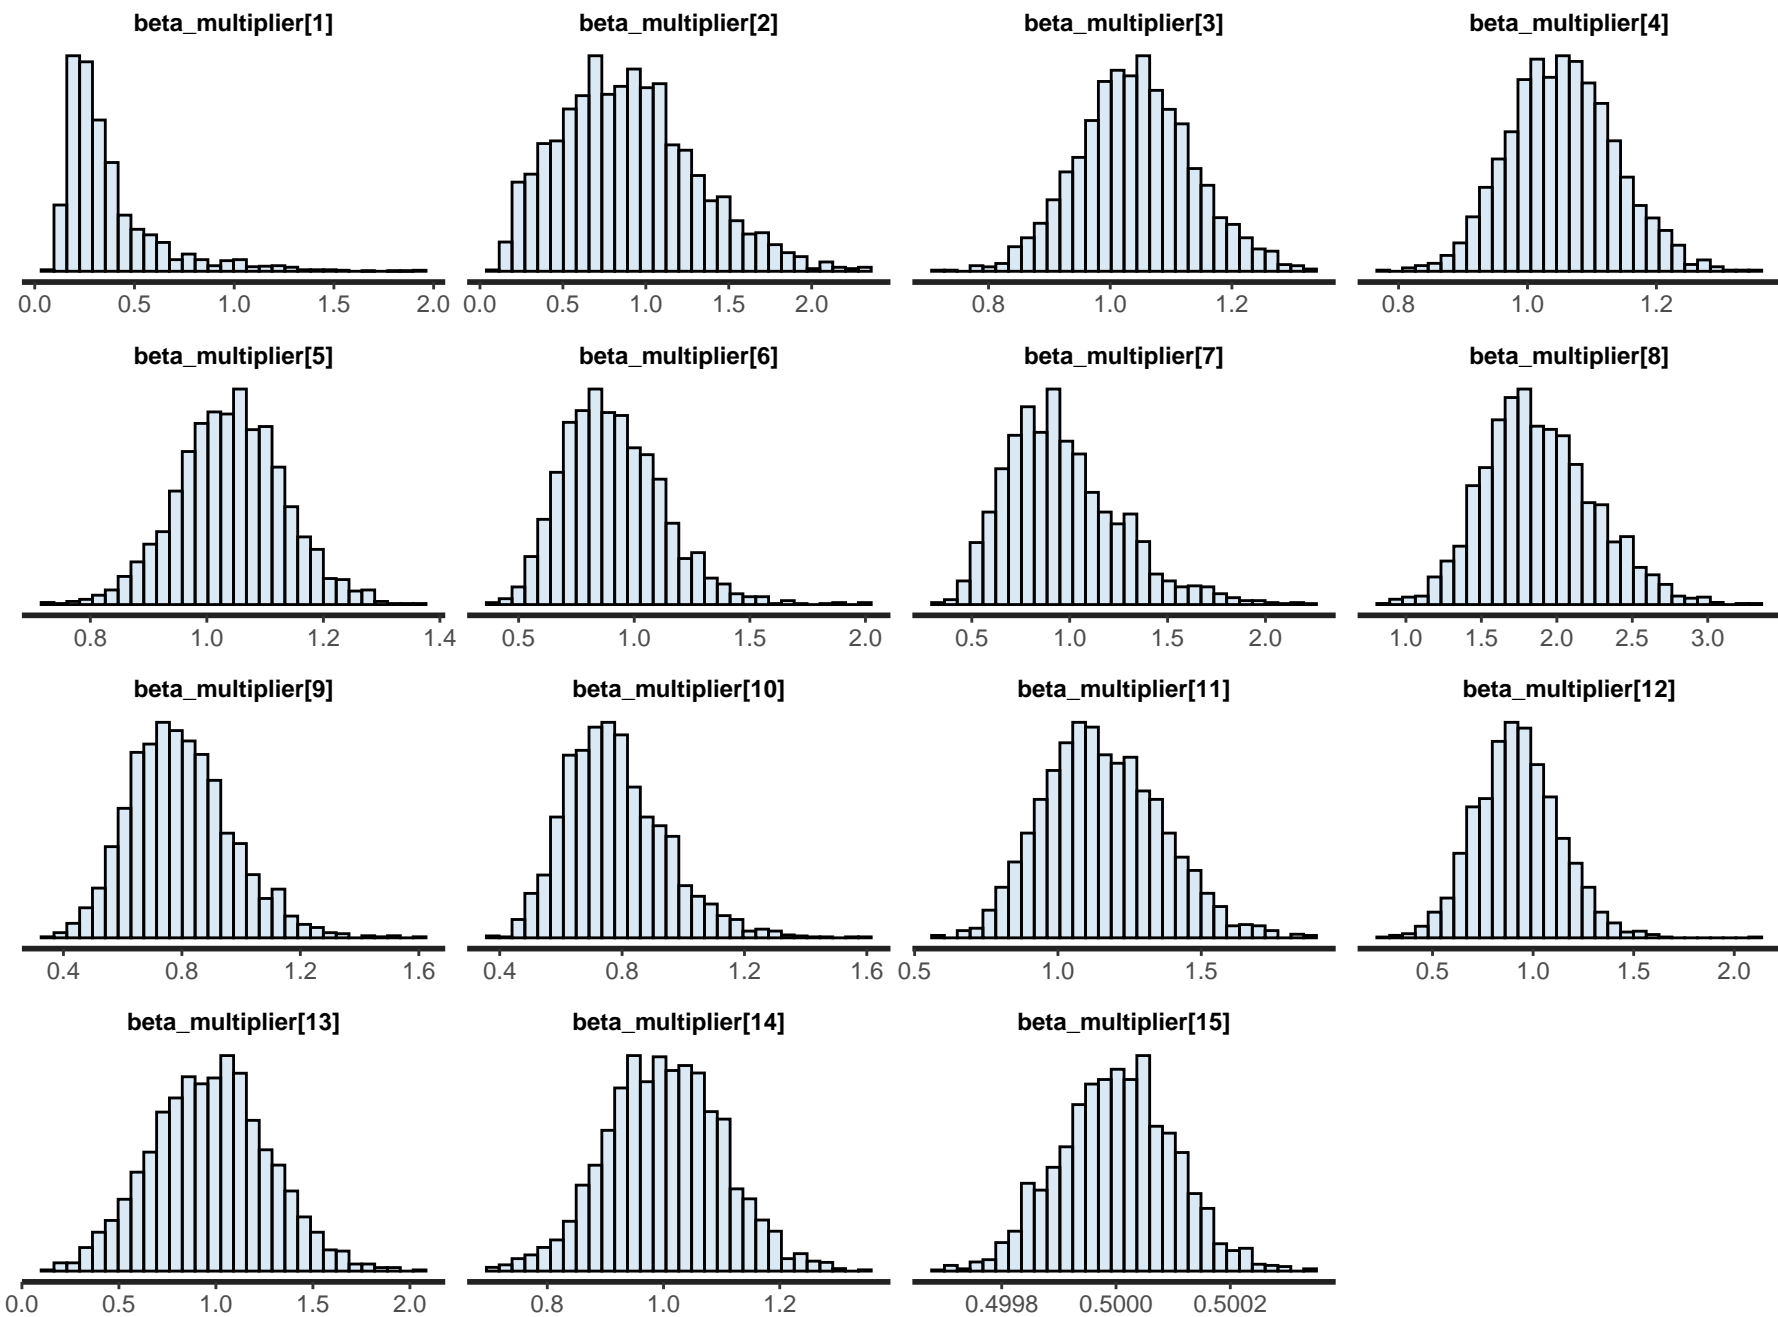 beta_multiplier[1] beta_multiplier[2] beta_multiplier[3] beta_multiplier[4]
0.0 0.5 1.0 1.5 2.0 0.0 0.5 1.0 1.5 2.0 0.8 1.0 1.2 0.8 1.0 1.2
beta_multiplier[5] beta_multiplier[6] beta_multiplier[7] beta_multiplier[8]
0.8 1.0 1.2 1.4 0.5 1.0 1.5 2.0 0.5 1.0 1.5 2.0 1.0 1.5 2.0 2.5 3.0
beta_multiplier[9] beta_multiplier[10] beta_multiplier[11] beta_multiplier[12]
0.4 0.8 1.2 1.6 0.4 0.8 1.2 1.6 0.5 1.0 1.5 0.5 1.0 1.5 2.0
beta_multiplier[13] beta_multiplier[14] beta_multiplier[15]
0.0 0.5 1.0 1.5 2.0 0.8 1.0 1.2 0.4998 0.5000 0.5002